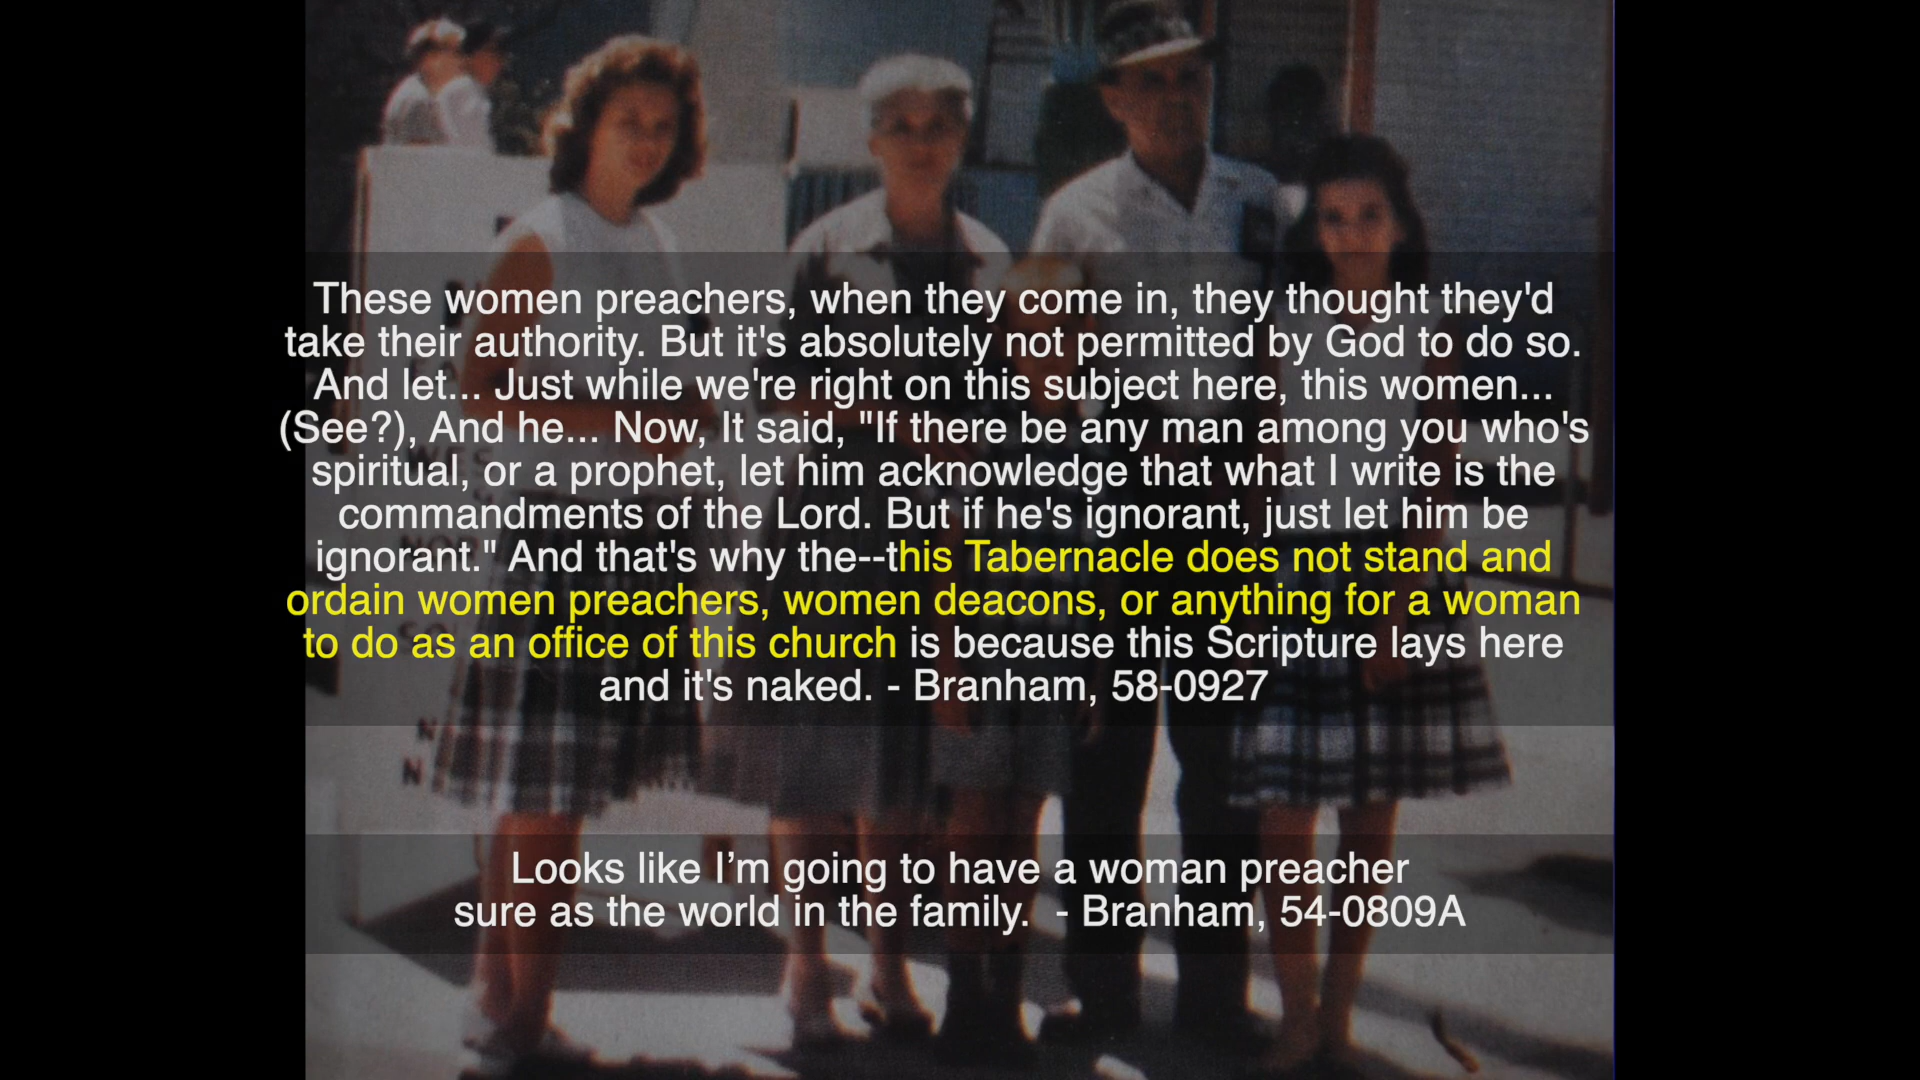 These women preachers, when they come in, they thought they'd
take their authority. But it's absolutely not permitted by God to do so.
And let... Just while we're right on this subject here, this women...
(See?), And he... Now, It said, "If there be any man among you who's
spiritual, or a prophet, let him acknowledge that what I write is the
commandments of the Lord. But if he's ignorant, just let him be
ignorant." And that's why the--this Tabernacle does not stand and
ordain women preachers, women deacons, or anything for a woman
to do as an office of this church is because this Scripture lays here
and it's naked. - Branham, 58-0927
Looks like I’m going to have a woman preacher
sure as the world in the family.  - Branham, 54-0809A